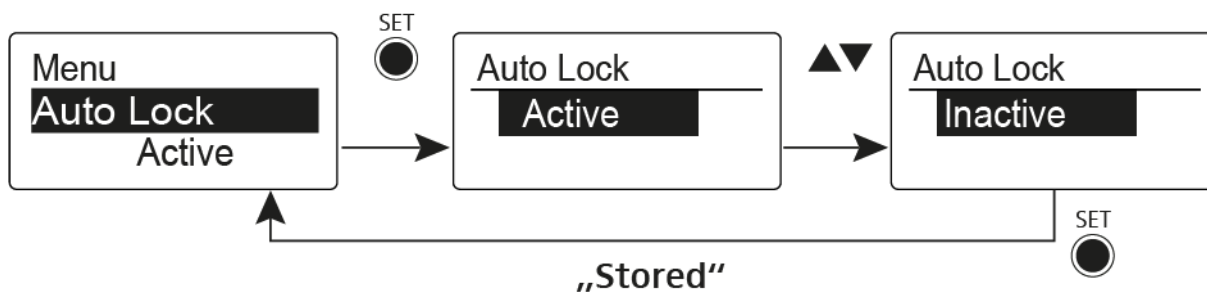 SET
Menu
Auto Lock
Active
Auto Lock
Active
▲▼
Auto Lock
Inactive
SET
„Stored“